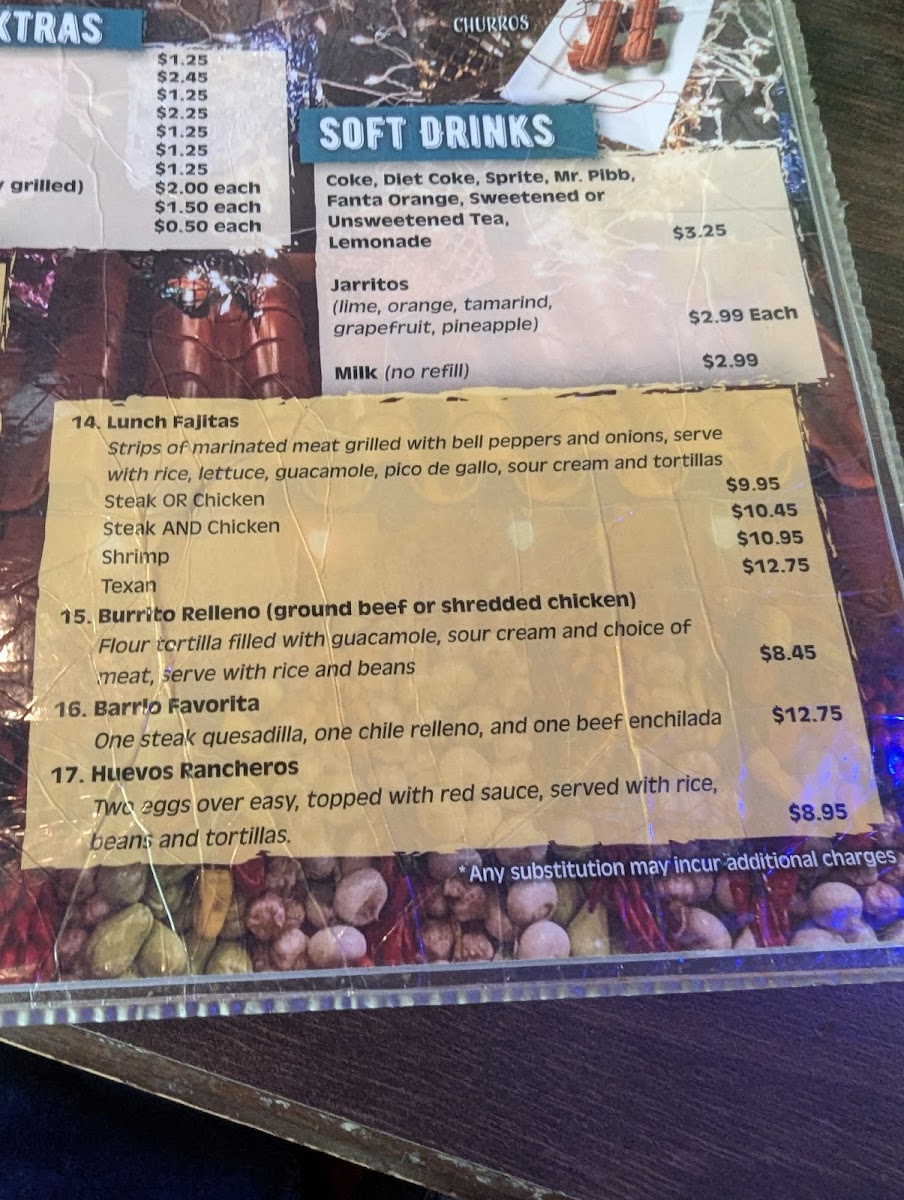 CHURROS
XTRAS
$1.25
$2.45
$1.25
$2.25
$1.25
$1.25
$1.25
grilled) $2.00 each
$1.50 each
$0.50 each
SOFT DRINKS
Coke, Diet Coke, Sprite, Mr. Pibb,
Fanta Orange, Sweetened or
Unsweetened Tea,
Lemonade $3.25
Jarritos
(lime, orange, tamarind,
grapefruit, pineapple) $2.99 Each
Milk (no refill) $2.99
14. Lunch Fajitas
Strips of marinated meat grilled with bell peppers and onions, serve
with rice, lettuce, guacamole, pico de gallo, sour cream and tortillas
Steak OR Chicken $9.95
Steak AND Chicken $10.45
Shrimp $10.95
Texan $12.75
15. Burrito Relleno (ground beef or shredded chicken)
Flour tortilla filled with guacamole, sour cream and choice of
meat, serve with rice and beans $8.45
16. Barrio Favorita
One steak quesadilla, one chile relleno, and one beef enchilada $12.75
17. Huevos Rancheros
Two eggs over easy, topped with red sauce, served with rice,
beans and tortillas. $8.95
*Any substitution may incur additional charges